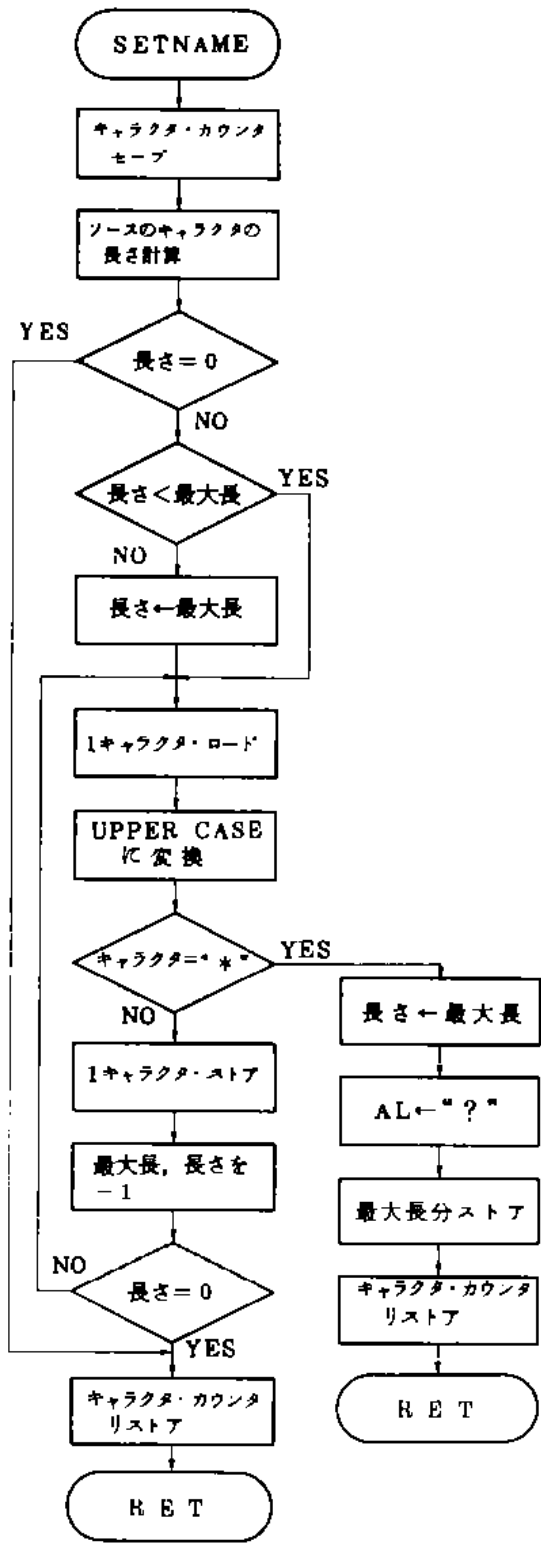 SETNAME
キャラクタ・カウンタ
セーブ
ソースのキャラクタの
長さ計算
YES
長さ＝0
NO
長さ＜最大長
YES
NO
長さ←最大長
1キャラクタ・ロード
UPPER CASE
に変換
キャラクタ=“*”
YES
NO
1キャラクタ・ストア
最大長，長さを
－1
NO
長さ＝0
YES
キャラクタ・カウンタ
リストア
RET
長さ←最大長
AL←“？”
最大長分ストア
キャラクタ・カウンタ
リストア
RET